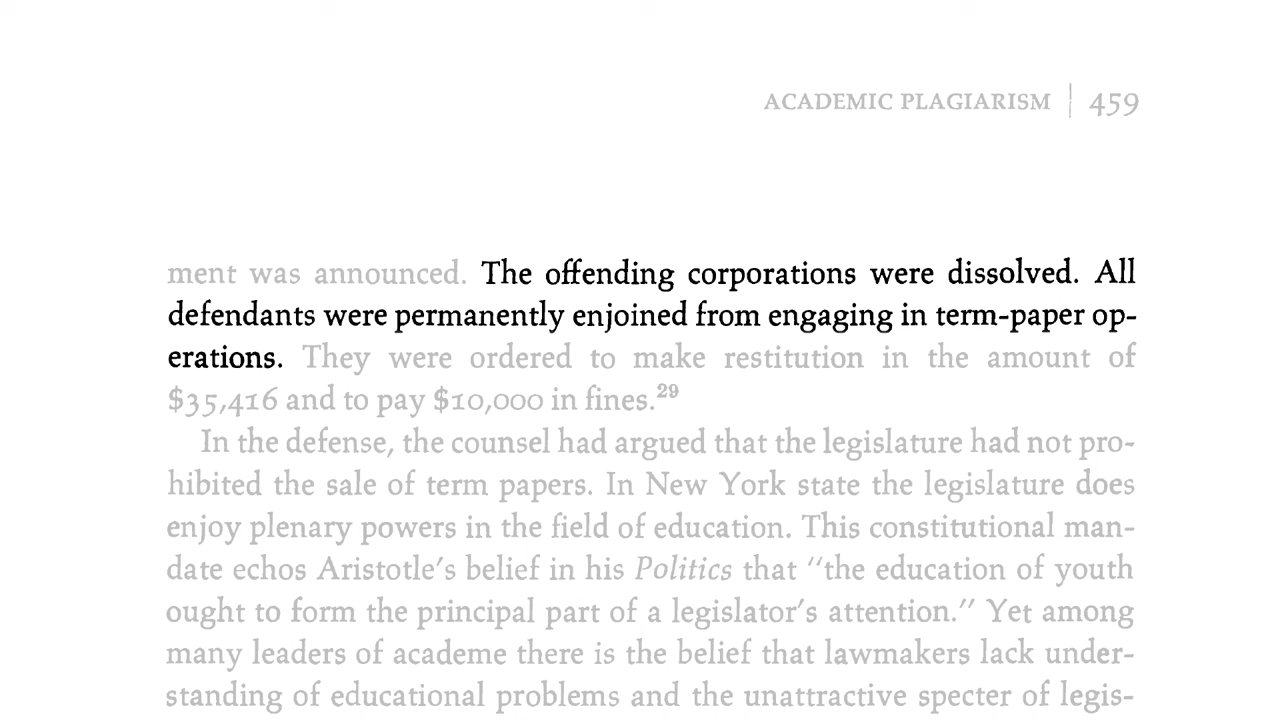 ACADEMIC PLAGIARISM | 459
ment was announced. The offending corporations were dissolved. All
defendants were permanently enjoined from engaging in term-paper op-
erations. They were ordered to make restitution in the amount of
$35,416 and to pay $10,000 in fines.29
In the defense, the counsel had argued that the legislature had not pro-
hibited the sale of term papers. In New York state the legislature does
enjoy plenary powers in the field of education. This constitutional man-
date echos Aristotle's belief in his Politics that "the education of youth
ought to form the principal part of a legislator's attention." Yet among
many leaders of academe there is the belief that lawmakers lack under-
standing of educational problems and the unattractive specter of legis-